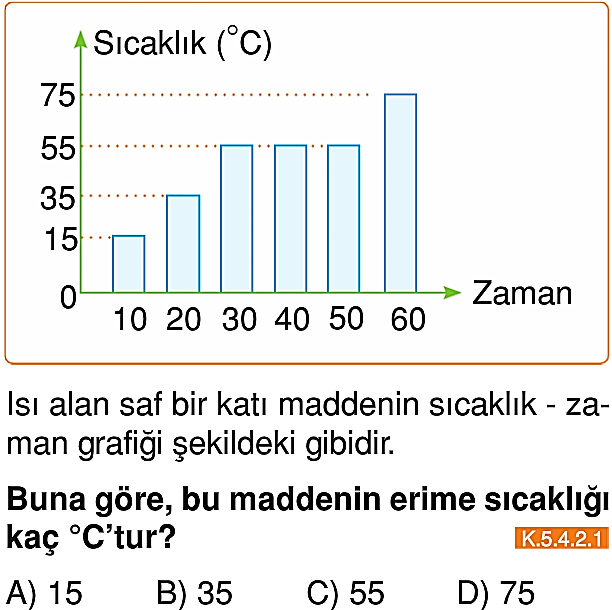 Sıcaklık (°C)
75
55
35
15
0
10 20 30 40 50 60
Zaman
Isı alan saf bir katı maddenin sıcaklık - za-
man grafiği şekildeki gibidir.
Buna göre, bu maddenin erime sıcaklığı
kaç °C'tur?
K.5.4.2.1
A) 15 B) 35 C) 55 D) 75